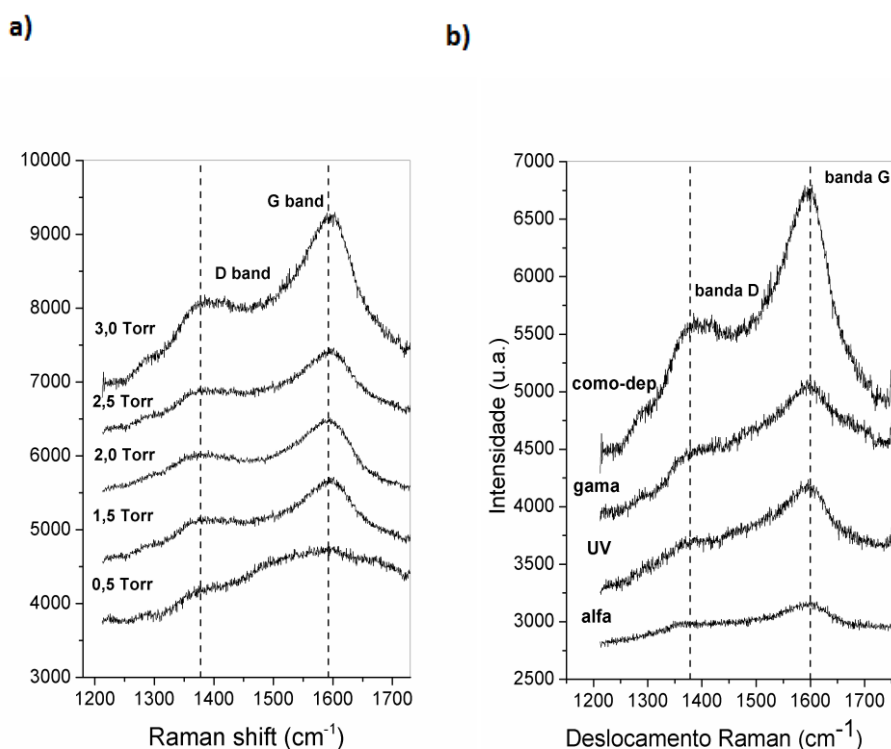 a)
10000
9000
8000
7000
6000
5000
4000
3000
G band
D band
3,0 Torr
2,5 Torr
2,0 Torr
1,5 Torr
0,5 Torr
1200 1300 1400 1500 1600 1700
Raman shift (cm⁻¹)
b)
Intensidade (u.a.)
7000
6500
6000
5500
5000
4500
4000
3500
3000
2500
banda G
banda D
como-dep
gama
UV
alfa
1200 1300 1400 1500 1600 1700
Deslocamento Raman (cm⁻¹)